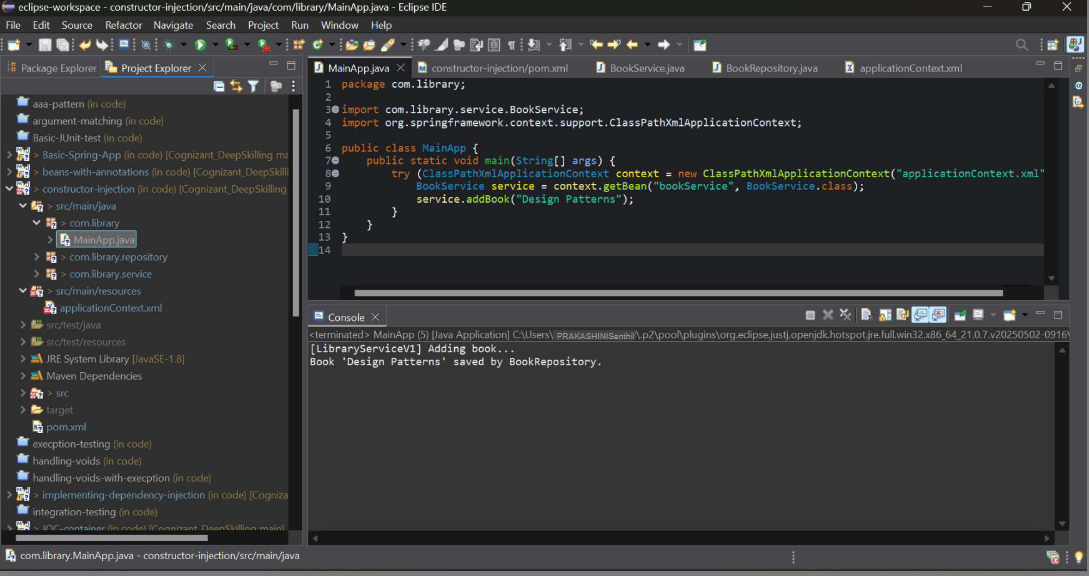 eclipse-workspace - constructor-injection/src/main/java/com/library/MainApp.java - Eclipse IDE
File Edit Source Refactor Navigate Search Project Run Window Help
Package Explorer Project Explorer
aaa-pattern (in code)
argument-matching (in code)
Basic-JUnit-test (in code)
> Basic-Spring-App (in code) [Cognizant_DeepSkilling ma
> beans-with-annotations (in code) [Cognizant_DeepSk
> constructor-injection (in code) [Cognizant_DeepSkilling
> src/main/java
> com.library
MainApp.java
> com.library.repository
> com.library.service
> src/main/resources
applicationContext.xml
src/test/java
src/test/resources
JRE System Library [JavaSE-1.8]
Maven Dependencies
> src
target
pom.xml
execption-testing (in code)
handling-voids (in code)
handling-voids-with-execption (in code)
> implementing-dependency-injection (in code) [Cogniza
integration-testing (in code)
> IOC-container (in code) [Cognizant_DeepSkilling main]
MainApp.java constructor-injection/pom.xml BookService.java BookRepository.java applicationContext.xml
1 package com.library;
2
3 import com.library.service.BookService;
4 import org.springframework.context.support.ClassPathXmlApplicationContext;
5
6 public class MainApp {
7 public static void main(String[] args) {
8 try (ClassPathXmlApplicationContext context = new ClassPathXmlApplicationContext("applicationContext.xml"
9 BookService service = context.getBean("bookService", BookService.class);
10 service.addBook("Design Patterns");
11 }
12 }
13 }
14
Console
<terminated> MainApp (5) [Java Application] C:\Users\PRAKASHINISenthil\.p2\pool\plugins\org.eclipse.justj.openjdk.hotspot.jre.full.win32.x86_64_21.0.7.v20250502-0916\
[LibraryServiceV1] Adding book...
Book 'Design Patterns' saved by BookRepository.
com.library.MainApp.java - constructor-injection/src/main/java